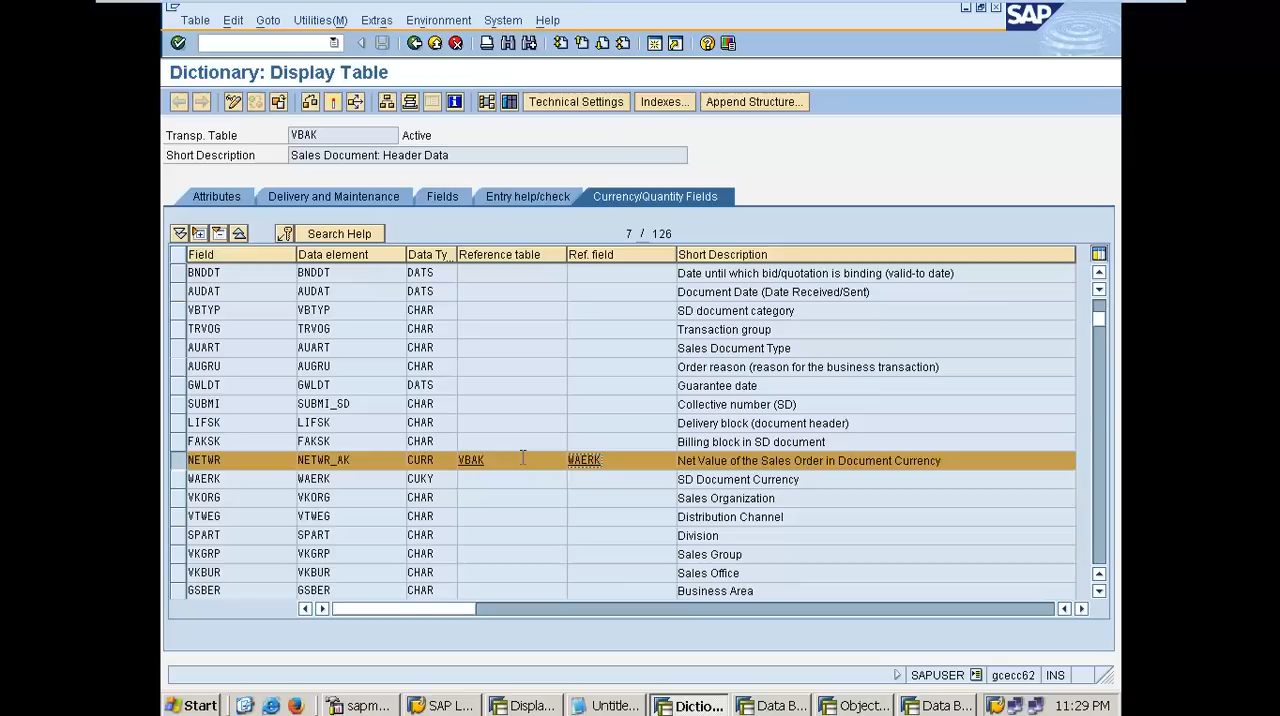 Table Edit Goto Utilities(M) Extras Environment System Help
SAP
Dictionary: Display Table
Technical Settings Indexes... Append Structure...
Transp. Table VBAK Active
Short Description Sales Document: Header Data
Attributes Delivery and Maintenance Fields Entry help/check Currency/Quantity Fields
Search Help 7 / 126
Field Data element Data Ty.. Reference table Ref. field Short Description
BNDDT BNDDT DATS Date until which bid/quotation is binding (valid-to date)
AUDAT AUDAT DATS Document Date (Date Received/Sent)
VBTYP VBTYP CHAR SD document category
TRVOG TRVOG CHAR Transaction group
AUART AUART CHAR Sales Document Type
AUGRU AUGRU CHAR Order reason (reason for the business transaction)
GWLDT GWLDT DATS Guarantee date
SUBMI SUBMI_SD CHAR Collective number (SD)
LIFSK LIFSK CHAR Delivery block (document header)
FAKSK FAKSK CHAR Billing block in SD document
NETWR NETWR_AK CURR VBAK WAERK Net Value of the Sales Order in Document Currency
WAERK WAERK CUKY SD Document Currency
VKORG VKORG CHAR Sales Organization
VTWEG VTWEG CHAR Distribution Channel
SPART SPART CHAR Division
VKGRP VKGRP CHAR Sales Group
VKBUR VKBUR CHAR Sales Office
GSBER GSBER CHAR Business Area
SAPUSER gcecc62 INS
Start sapm... SAP L... Displa... Untitle... Dictio... Data B... Object... Data B... 11:29 PM